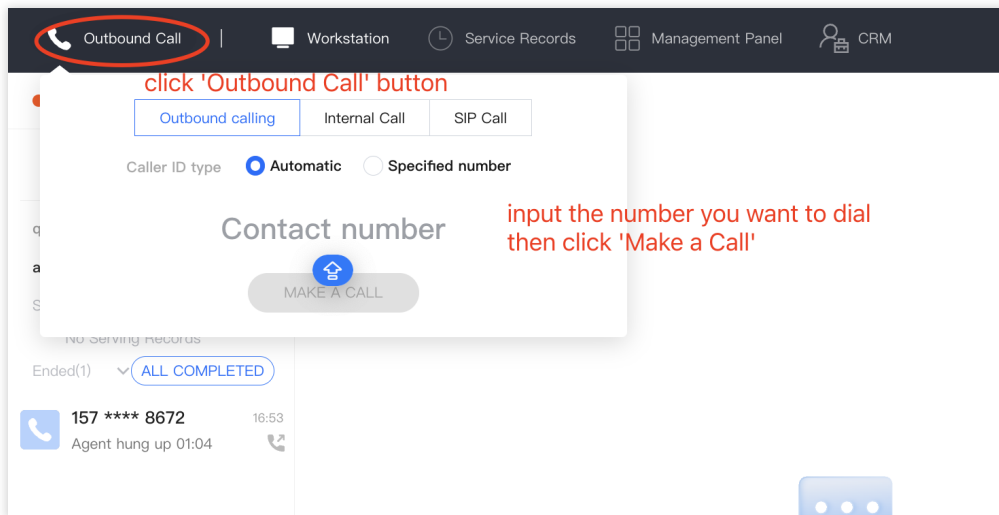 Outbound Call
Workstation
Service Records
Management Panel
CRM
click 'Outbound Call' button
Outbound calling
Internal Call
SIP Call
Caller ID type
Automatic
Specified number
Contact number
input the number you want to dial
then click 'Make a Call'
MAKE A CALL
q
a
S
No Serving Records
Ended(1)
ALL COMPLETED
157 **** 8672
16:53
Agent hung up 01:04